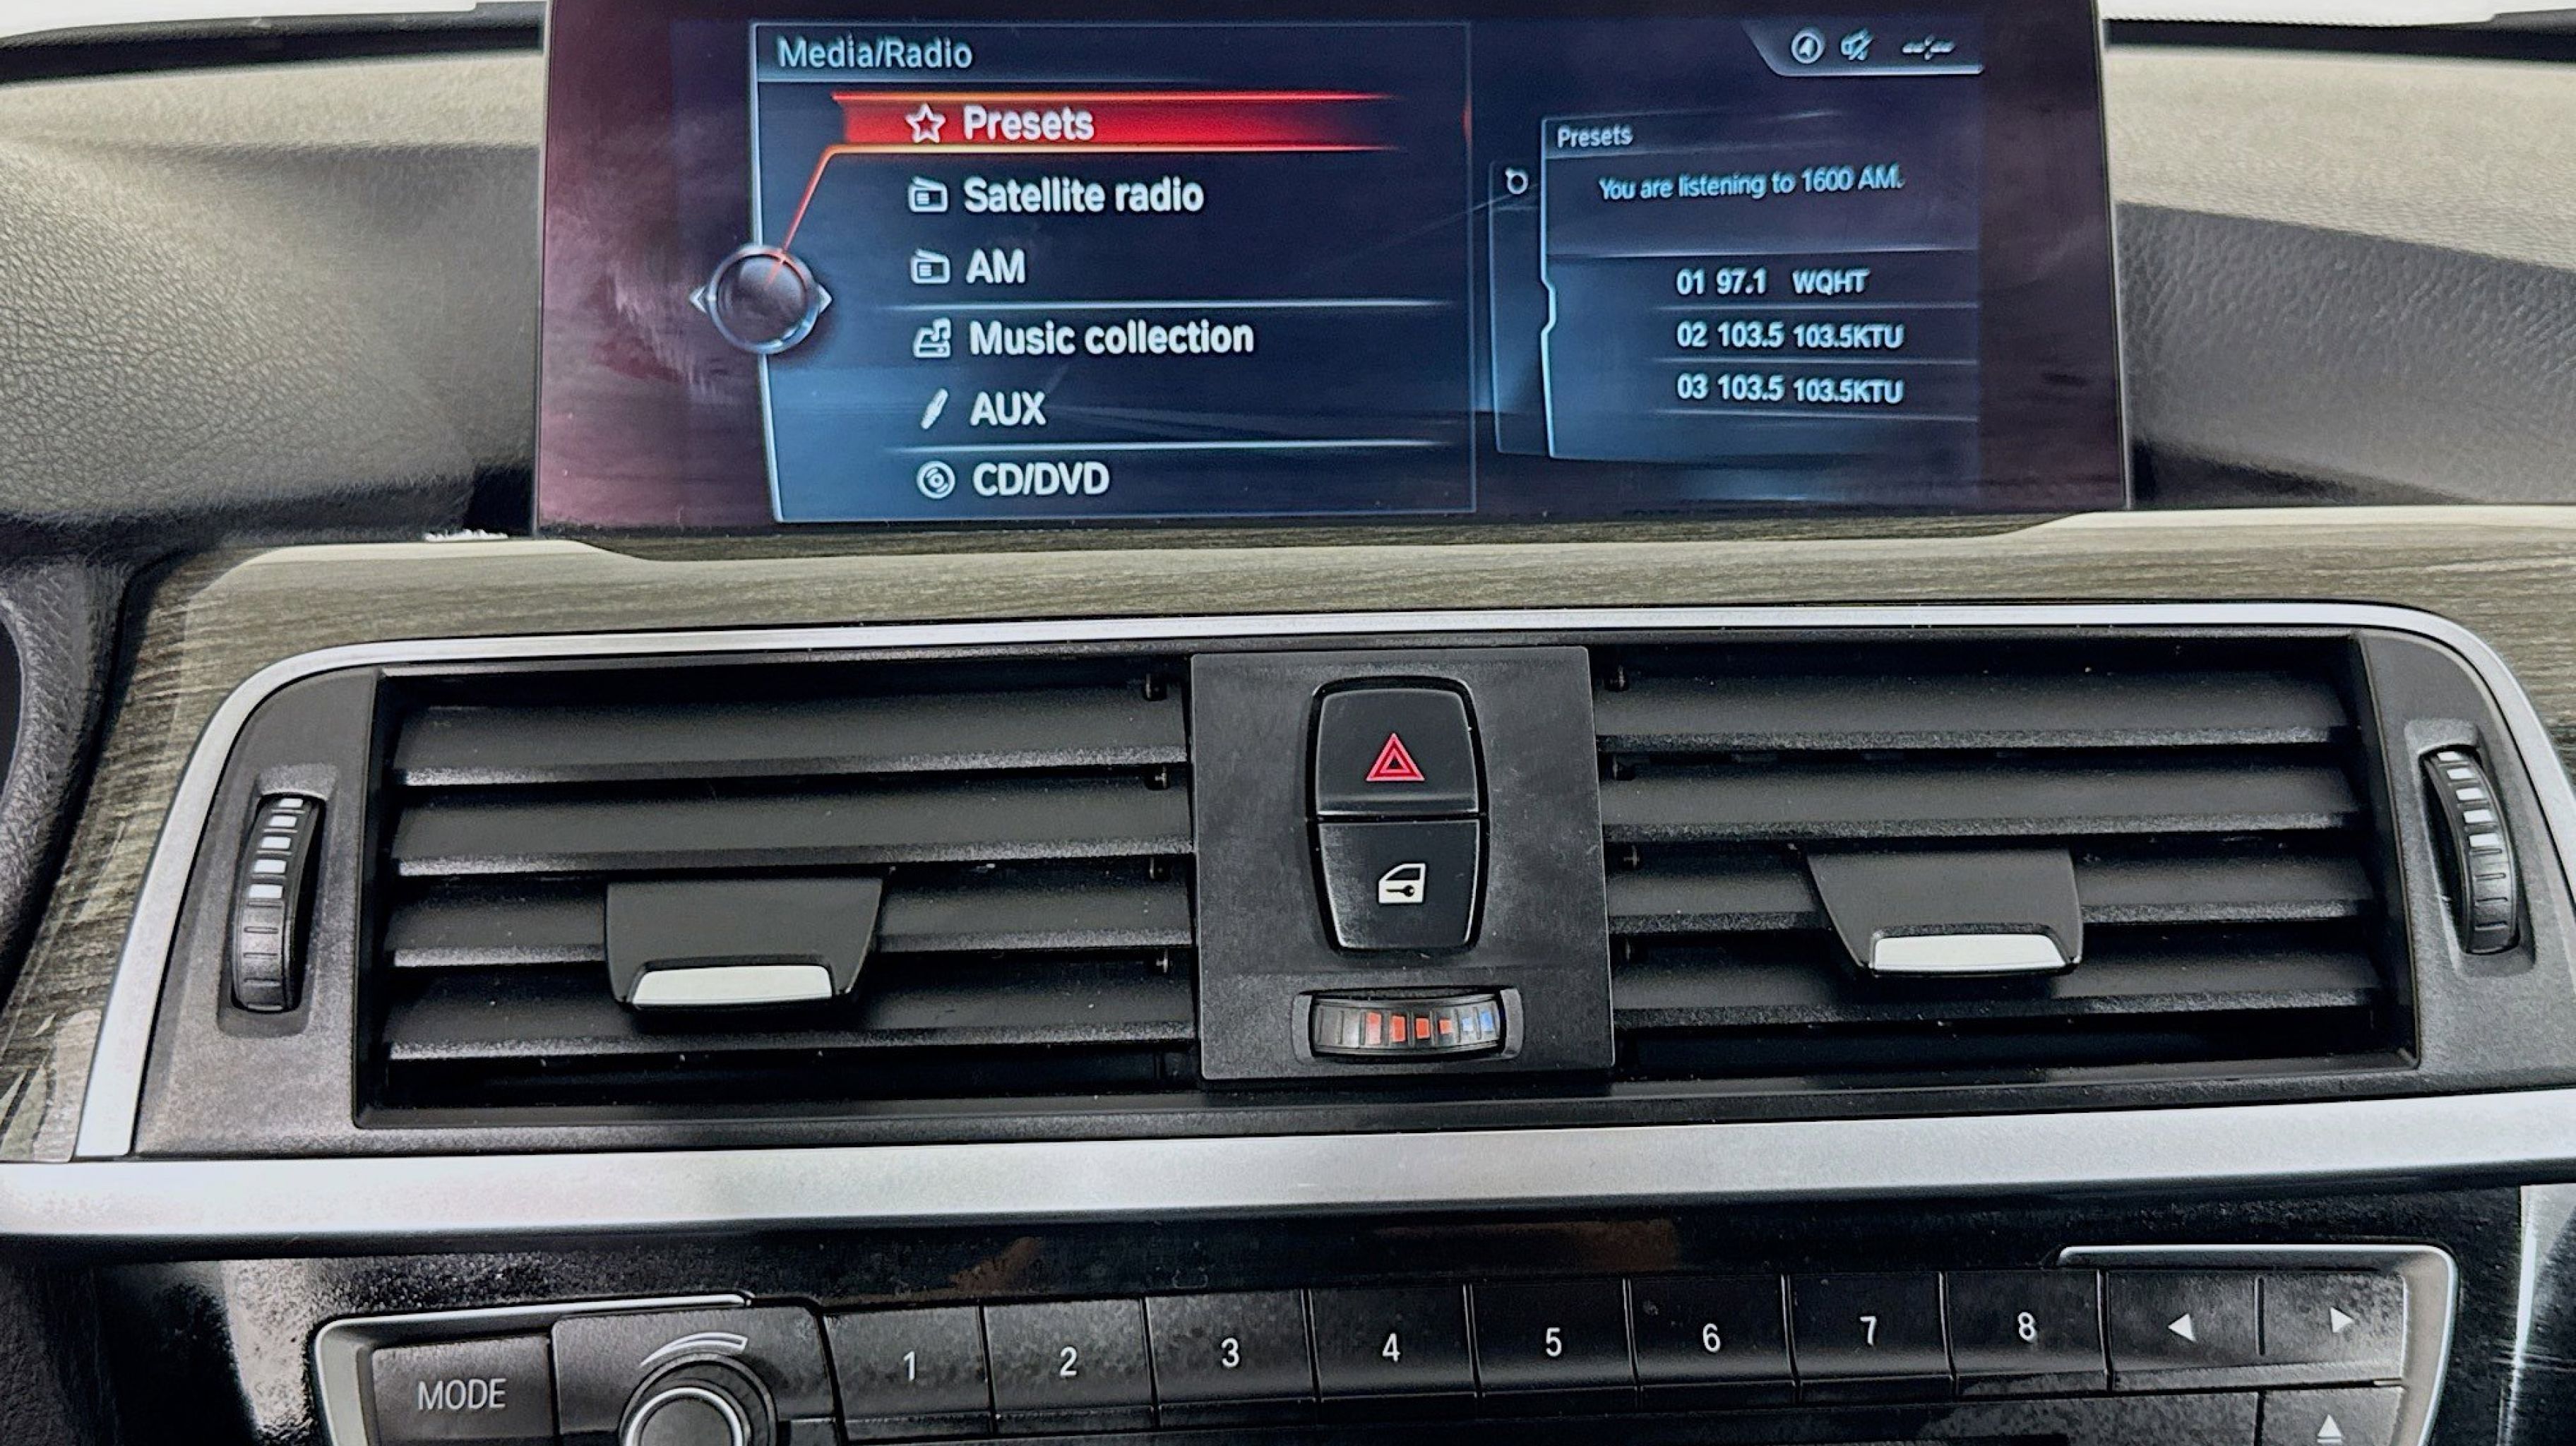 Media/Radio
Presets
Satellite radio
AM
Music collection
AUX
CD/DVD
Presets
You are listening to 1600 AM.
01 97.1 WQHT
02 103.5 103.5KTU
03 103.5 103.5KTU
MODE
1 2 3 4 5 6 7 8